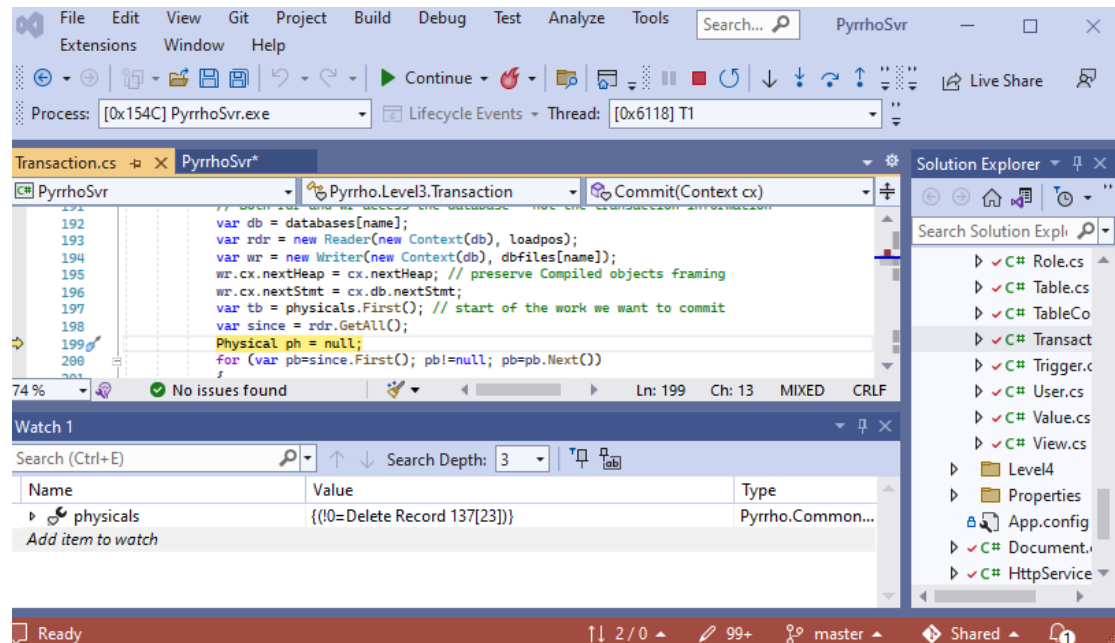 File Edit View Git Project Build Debug Test Analyze Tools Search... PyrrhoSvr
Extensions Window Help
Continue Live Share
Process: [0x154C] PyrrhoSvr.exe Lifecycle Events Thread: [0x6118] T1
Transaction.cs PyrrhoSvr*
C# PyrrhoSvr Pyrrho.Level3.Transaction Commit(Context cx)
192 var db = databases[name];
193 var rdr = new Reader(new Context(db), loadpos);
194 var wr = new Writer(new Context(db), dbfiles[name]);
195 wr.cx.nextHeap = cx.nextHeap; // preserve Compiled objects framing
196 wr.cx.nextStmt = cx.db.nextStmt;
197 var tb = physicals.First(); // start of the work we want to commit
198 var since = rdr.GetAll();
199 Physical ph = null;
200 for (var pb=since.First(); pb!=null; pb=pb.Next())
74 % No issues found Ln: 199 Ch: 13 MIXED CRLF
Watch 1
Search (Ctrl+E) Search Depth: 3
Name Value Type
physicals {(!0=Delete Record 137[23])} Pyrrho.Common...
Add item to watch
Solution Explorer
Search Solution Expl
C# Role.cs
C# Table.cs
C# TableCo
C# Transact
C# Trigger.c
C# User.cs
C# Value.cs
C# View.cs
Level4
Properties
App.config
C# Document.
C# HttpService
Ready 2 / 0 99+ master Shared 1